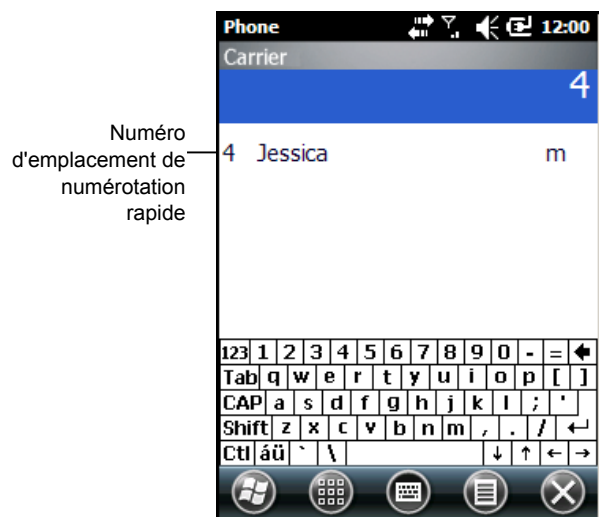 Phone 12:00
Carrier
4
Numéro
d'emplacement de
numérotation
rapide
4 Jessica m
123 1 2 3 4 5 6 7 8 9 0 - =
Tab q w e r t y u i o p [ ]
CAP a s d f g h j k l ; '
Shift z x c v b n m , . /
Ctl áü ` \ ↓ ↑ ← →